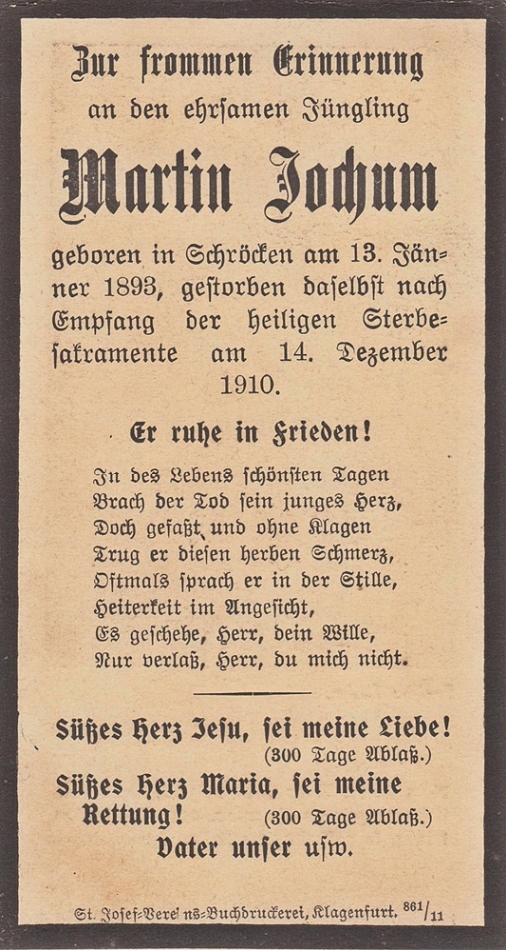 Zur frommen Erinnerung
an den ehrsamen Jüngling
Martin Jochum
geboren in Schröcken am 13. Jän-
ner 1893, gestorben daselbst nach
Empfang der heiligen Sterbe-
sakramente am 14. Dezember
1910.
Er ruhe in Frieden!
In des Lebens schönsten Tagen
Brach der Tod sein junges Herz,
Doch gefaßt und ohne Klagen
Trug er diesen herben Schmerz,
Oftmals sprach er in der Stille,
Heiterkeit im Angesicht,
Es geschehe, Herr, dein Wille,
Nur verlaß, Herr, du mich nicht.
Süßes Herz Jesu, sei meine Liebe!
(300 Tage Ablaß.)
Süßes Herz Maria, sei meine
Rettung! (300 Tage Ablaß.)
Vater unser usw.
St. Josef-Vereins-Buchdruckerei, Klagenfurt. 861/11